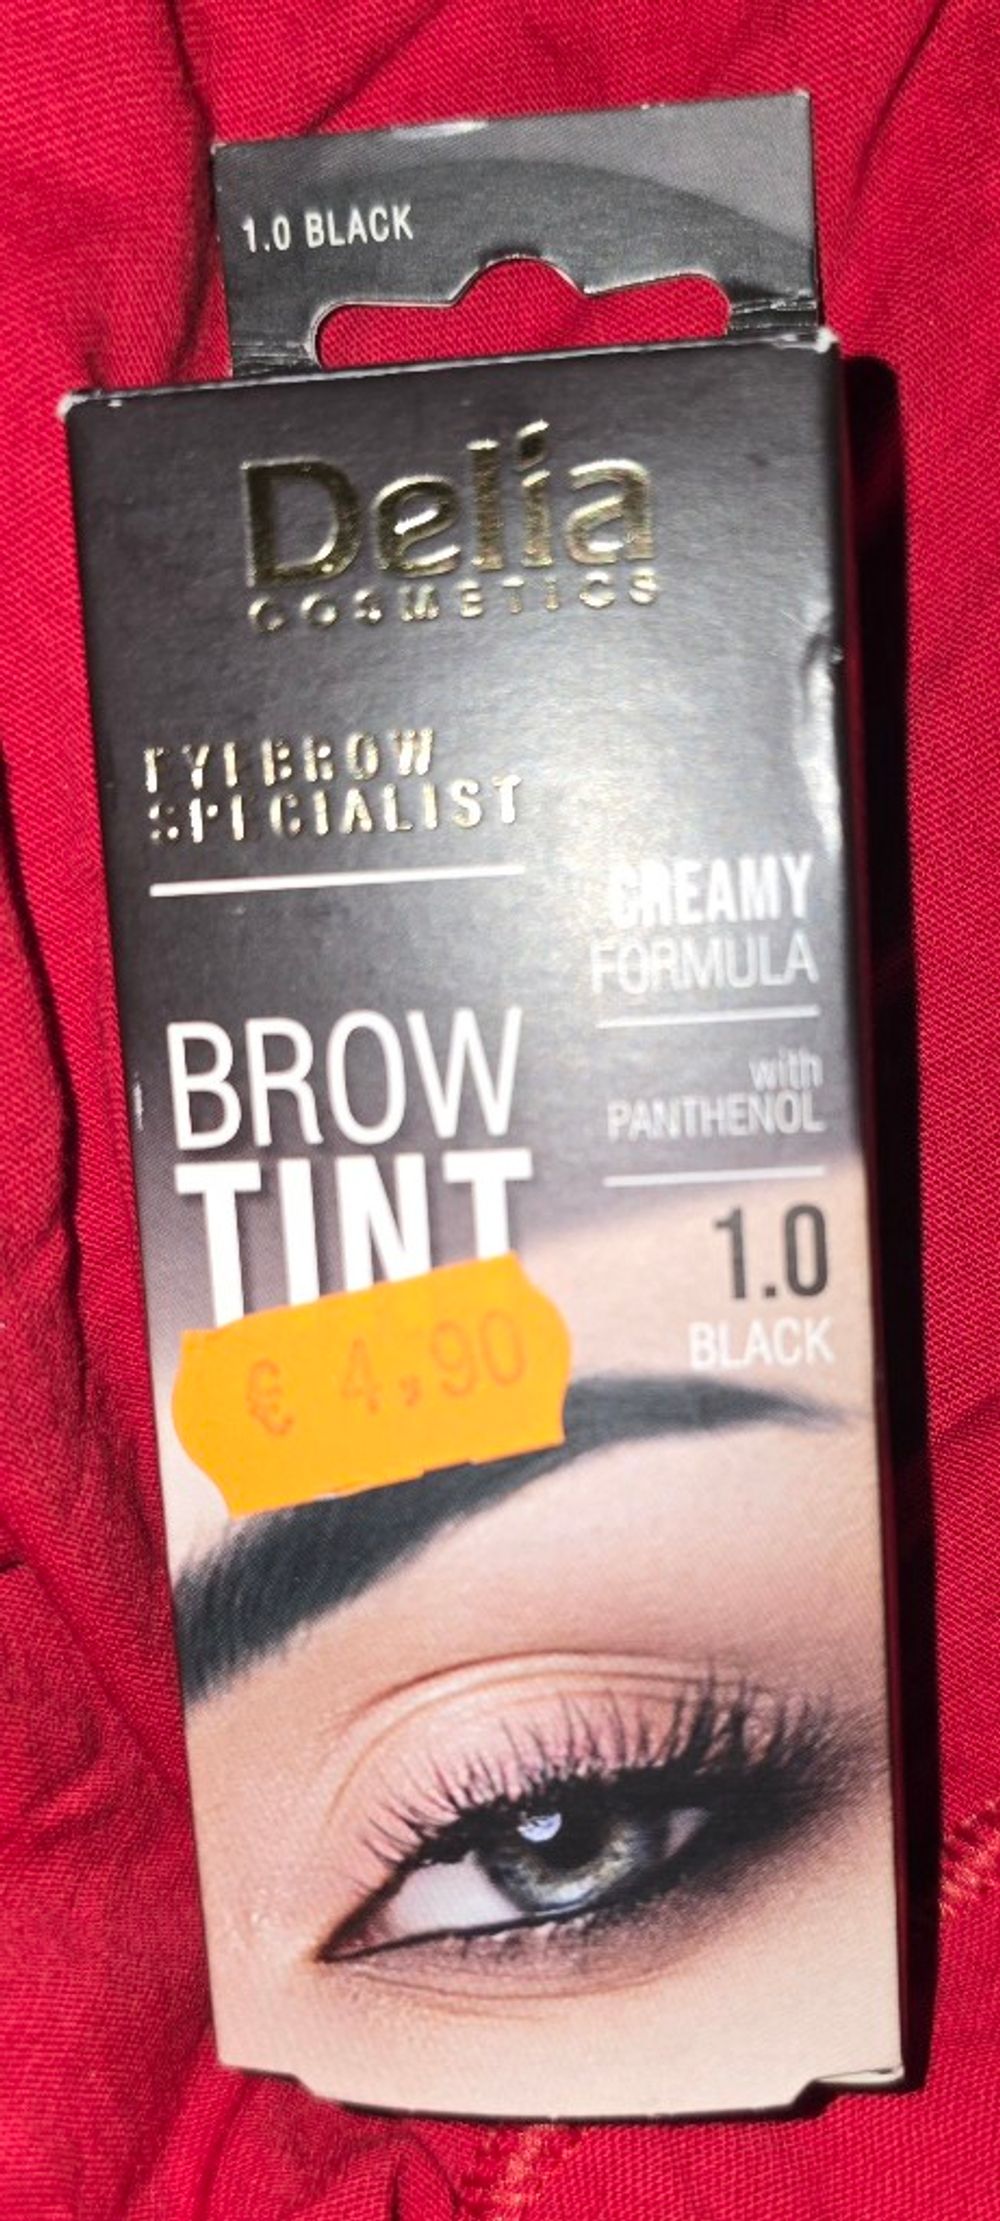 1.0 BLACK
Delia
COSMETICS
EYEBROW
SPECIALIST
CREAMY
FORMULA
with
PANTHENOL
BROW
TINT
1.0
BLACK
€ 4,90